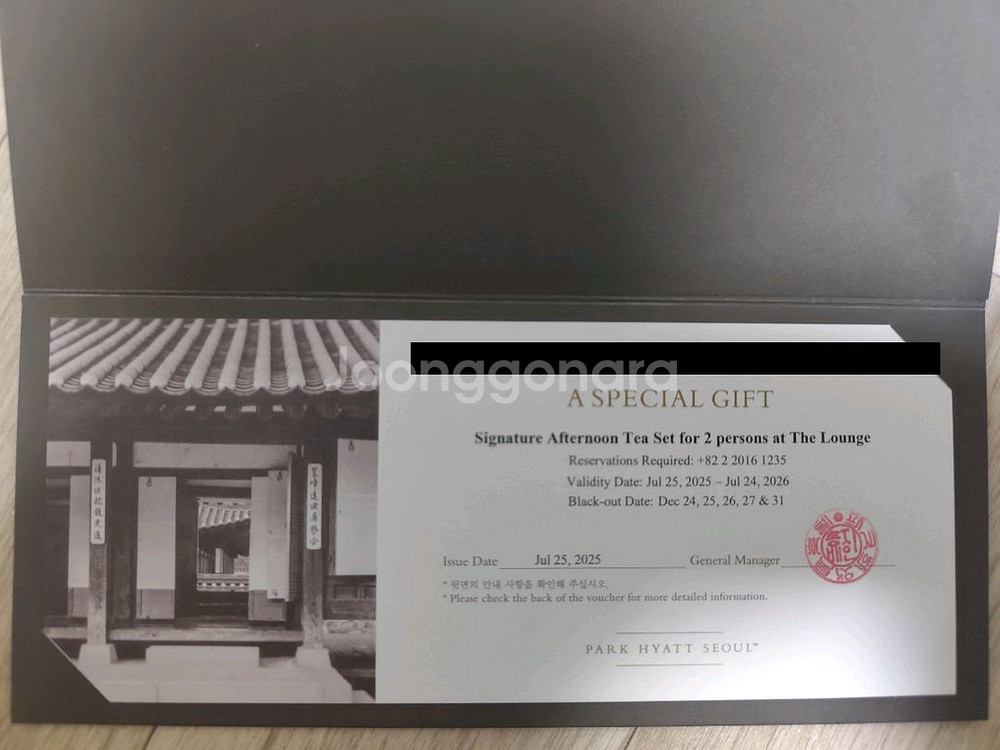 Joonggonara
A SPECIAL GIFT
Signature Afternoon Tea Set for 2 persons at The Lounge
Reservations Required: +82 2 2016 1235
Validity Date: Jul 25, 2025 – Jul 24, 2026
Black-out Date: Dec 24, 25, 26, 27 & 31
Issue Date Jul 25, 2025 General Manager
* 뒷면의 안내 사항을 확인해 주십시오.
* Please check the back of the voucher for more detailed information.
PARK HYATT SEOUL™